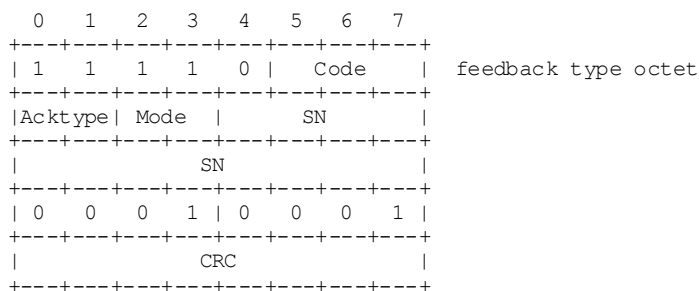 0 1 2 3 4 5 6 7
+---+---+---+---+---+---+---+---+
| 1 1 1 1 0 | Code | feedback type octet
+---+---+---+---+---+---+---+---+
|Acktype| Mode | SN |
+---+---+---+---+---+---+---+---+
| SN |
+---+---+---+---+---+---+---+---+
| 0 0 0 1 | 0 0 0 1 |
+---+---+---+---+---+---+---+---+
| CRC |
+---+---+---+---+---+---+---+---+